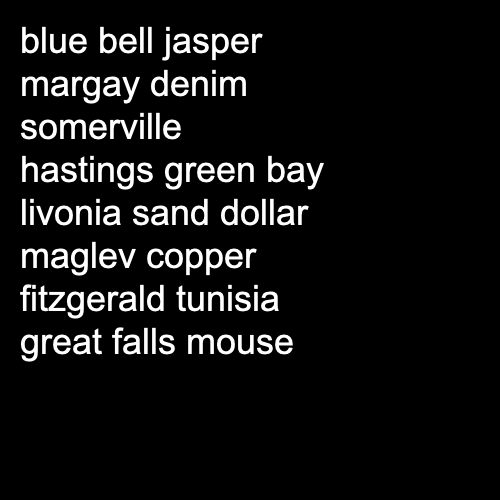 blue bell jasper
margay denim
somerville
hastings green bay
livonia sand dollar
maglev copper
fitzgerald tunisia
great falls mouse